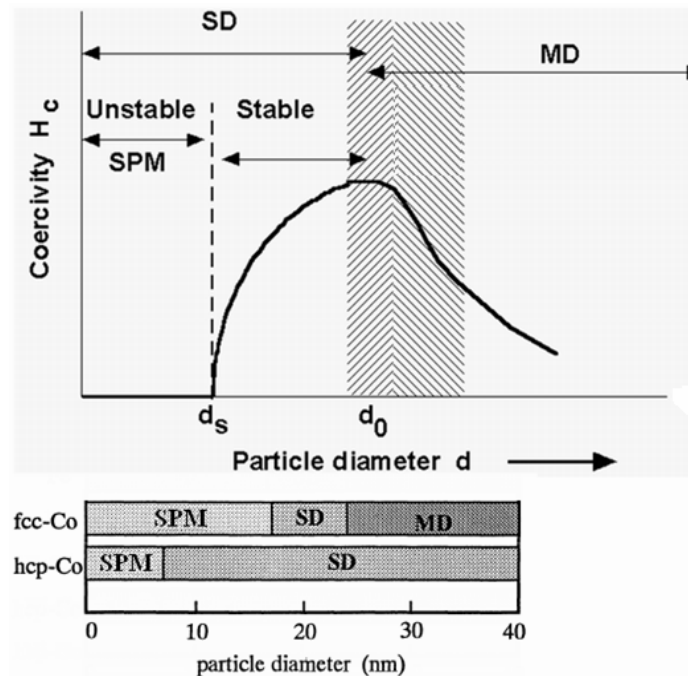 SD
MD
Unstable
Stable
SPM
Coercivity H c
d s
d 0
Particle diameter d
fcc-Co SPM SD MD
hcp-Co SPM SD
0 10 20 30 40
particle diameter (nm)